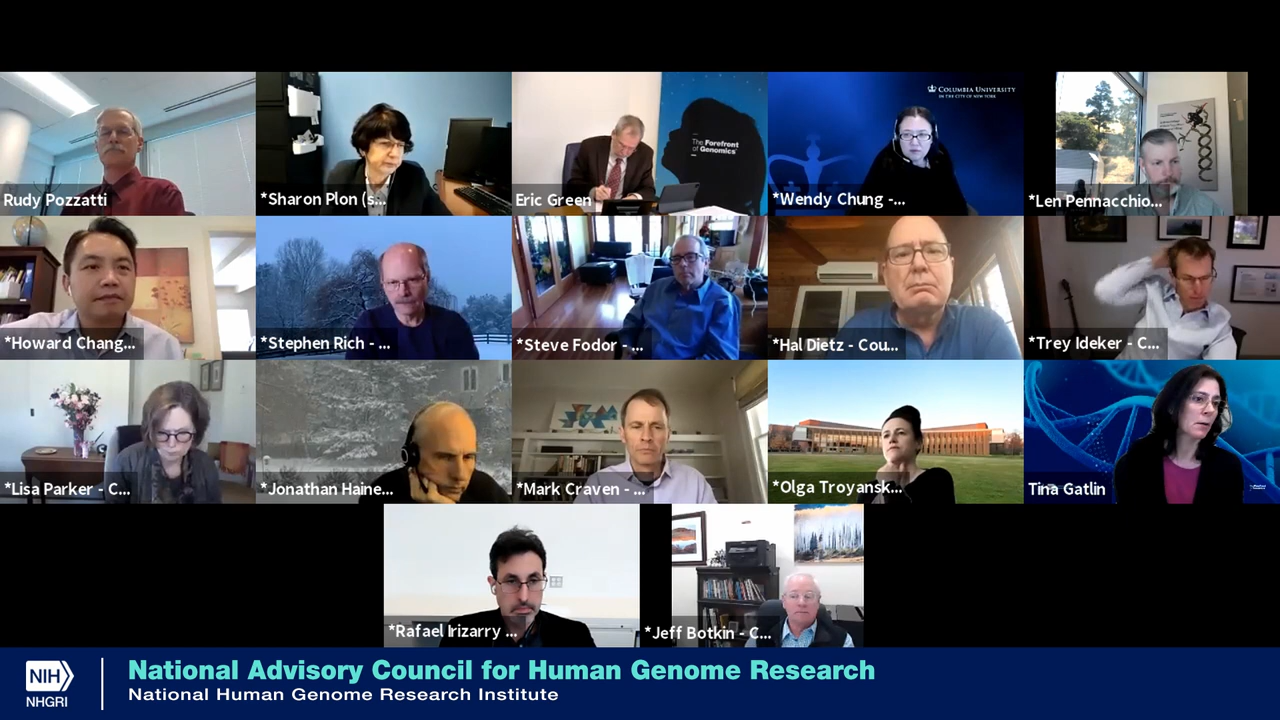 COLUMBIA UNIVERSITY
IN THE CITY OF NEW YORK
The Forefront
of Genomics
Rudy Pozzatti
*Sharon Plon (s...
Eric Green
*Wendy Chung -...
*Len Pennacchio...
*Howard Chang...
*Stephen Rich - ...
*Steve Fodor - ...
*Hal Dietz - Cou...
*Trey Ideker - C...
*Lisa Parker - C...
*Jonathan Haine...
*Mark Craven - ...
*Olga Troyansk...
Tina Gatlin
*Rafael Irizarry ...
*Jeff Botkin - C...
NIH
NHGRI
National Advisory Council for Human Genome Research
National Human Genome Research Institute